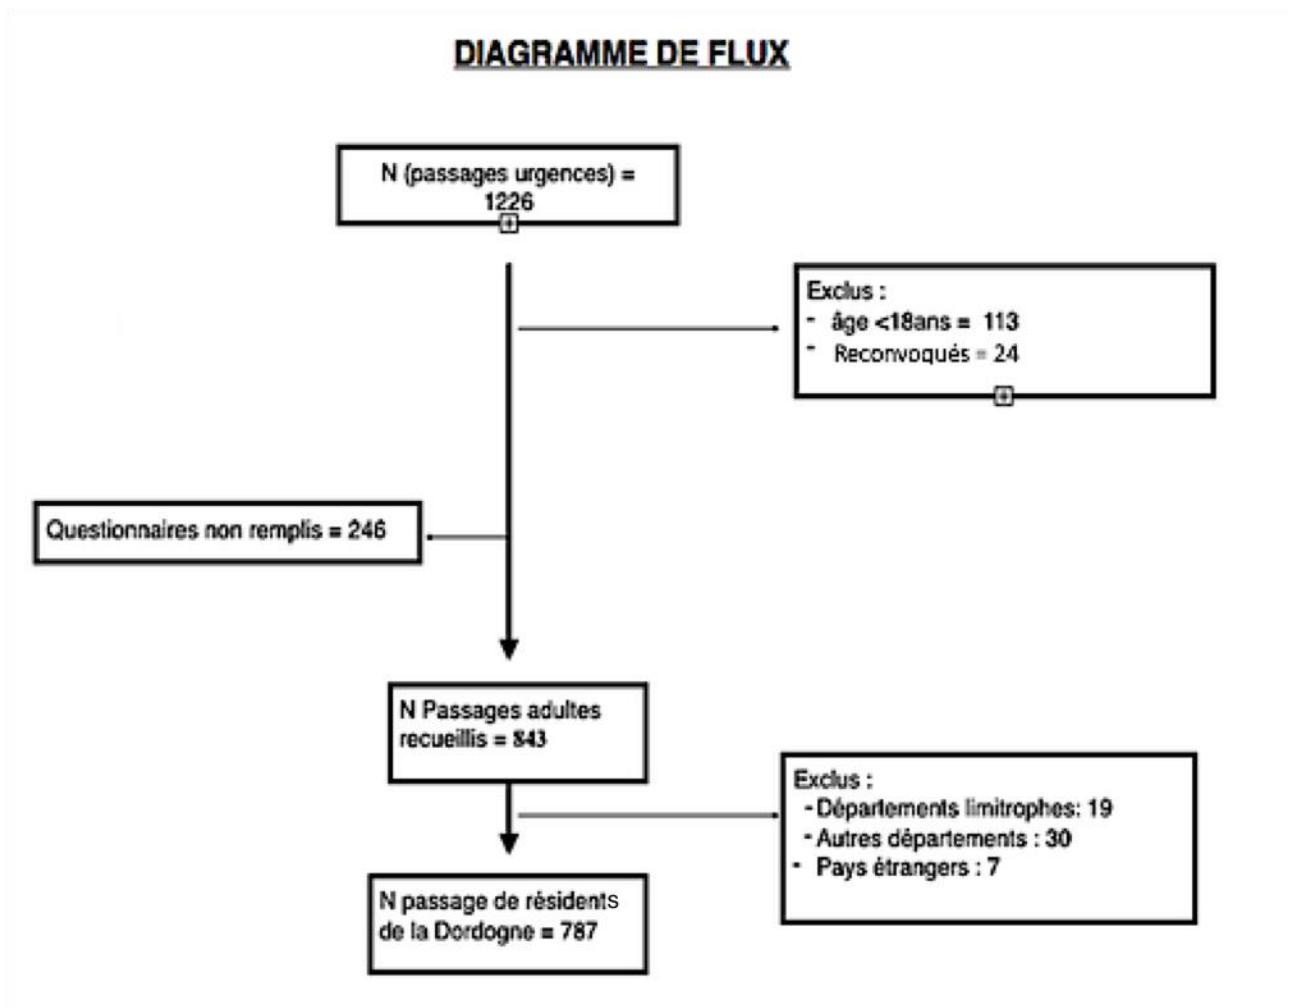 DIAGRAMME DE FLUX
N (passages urgences) =
1226
Exclus :
- âge <18ans = 113
- Reconvoqués = 24
Questionnaires non remplis = 246
N Passages adultes
recueillis = 843
Exclus :
-Départements limitrophes: 19
-Autres départements : 30
- Pays étrangers : 7
N passage de résidents
de la Dordogne = 787